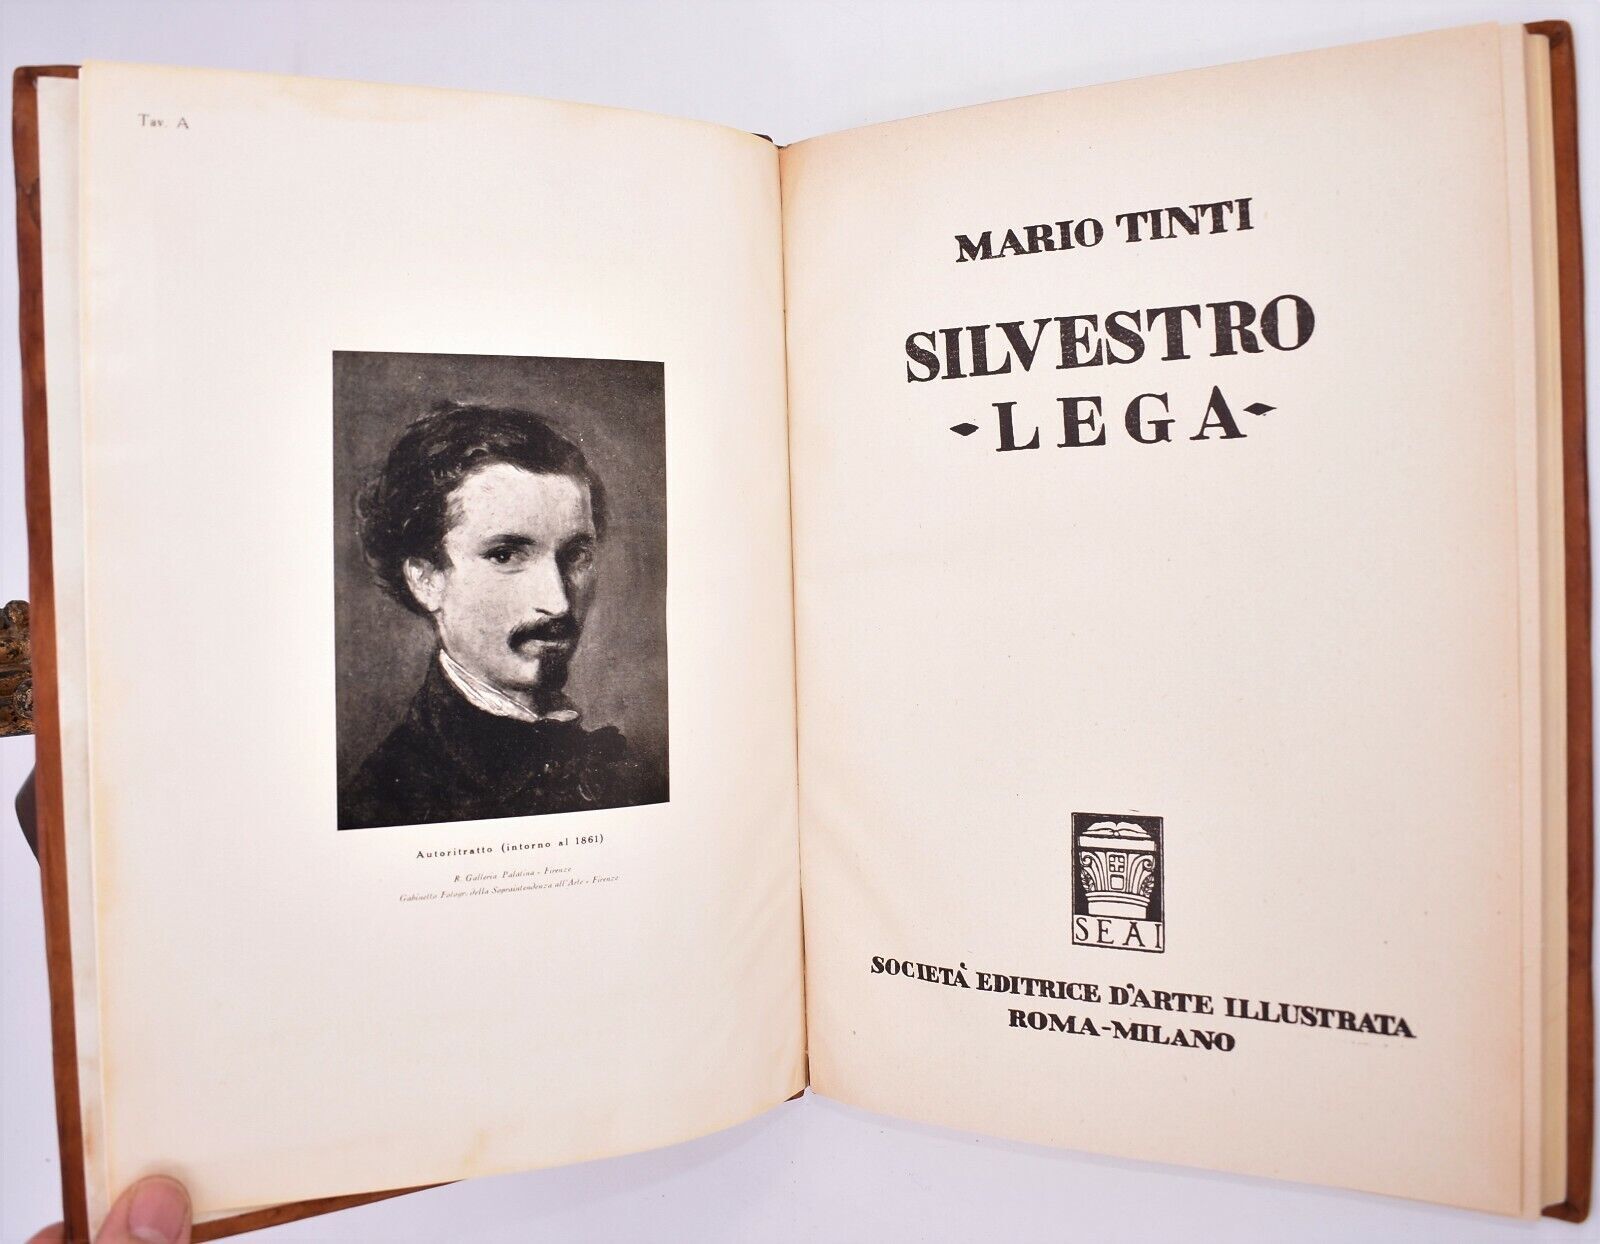 Tav. A
Autoritratto (intorno al 1861)
R. Galleria Palatina - Firenze
Gabinetto Fotogr. della Sopraintendenza all'Arte - Firenze
MARIO TINTI
SILVESTRO
LEGA
SEAI
SOCIETÀ EDITRICE D'ARTE ILLUSTRATA
ROMA-MILANO